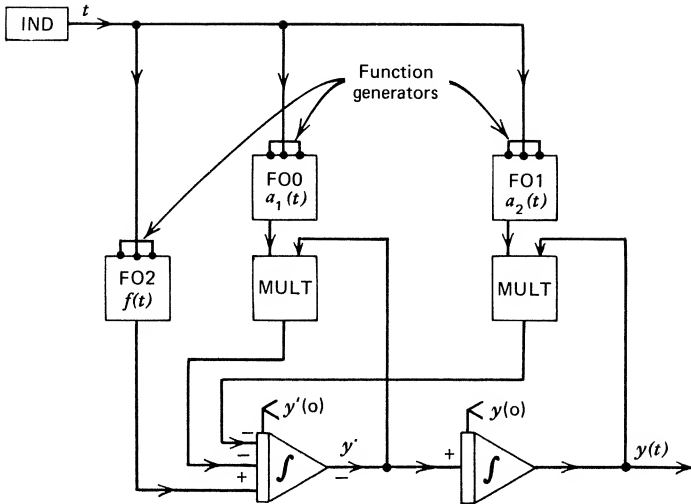 IND
t
Function
generators
FO0
a₁(t)
FO1
a₂(t)
FO2
f(t)
MULT
MULT
y'(o)
y(o)
−
−
+
∫
y·
−
+
∫
y(t)